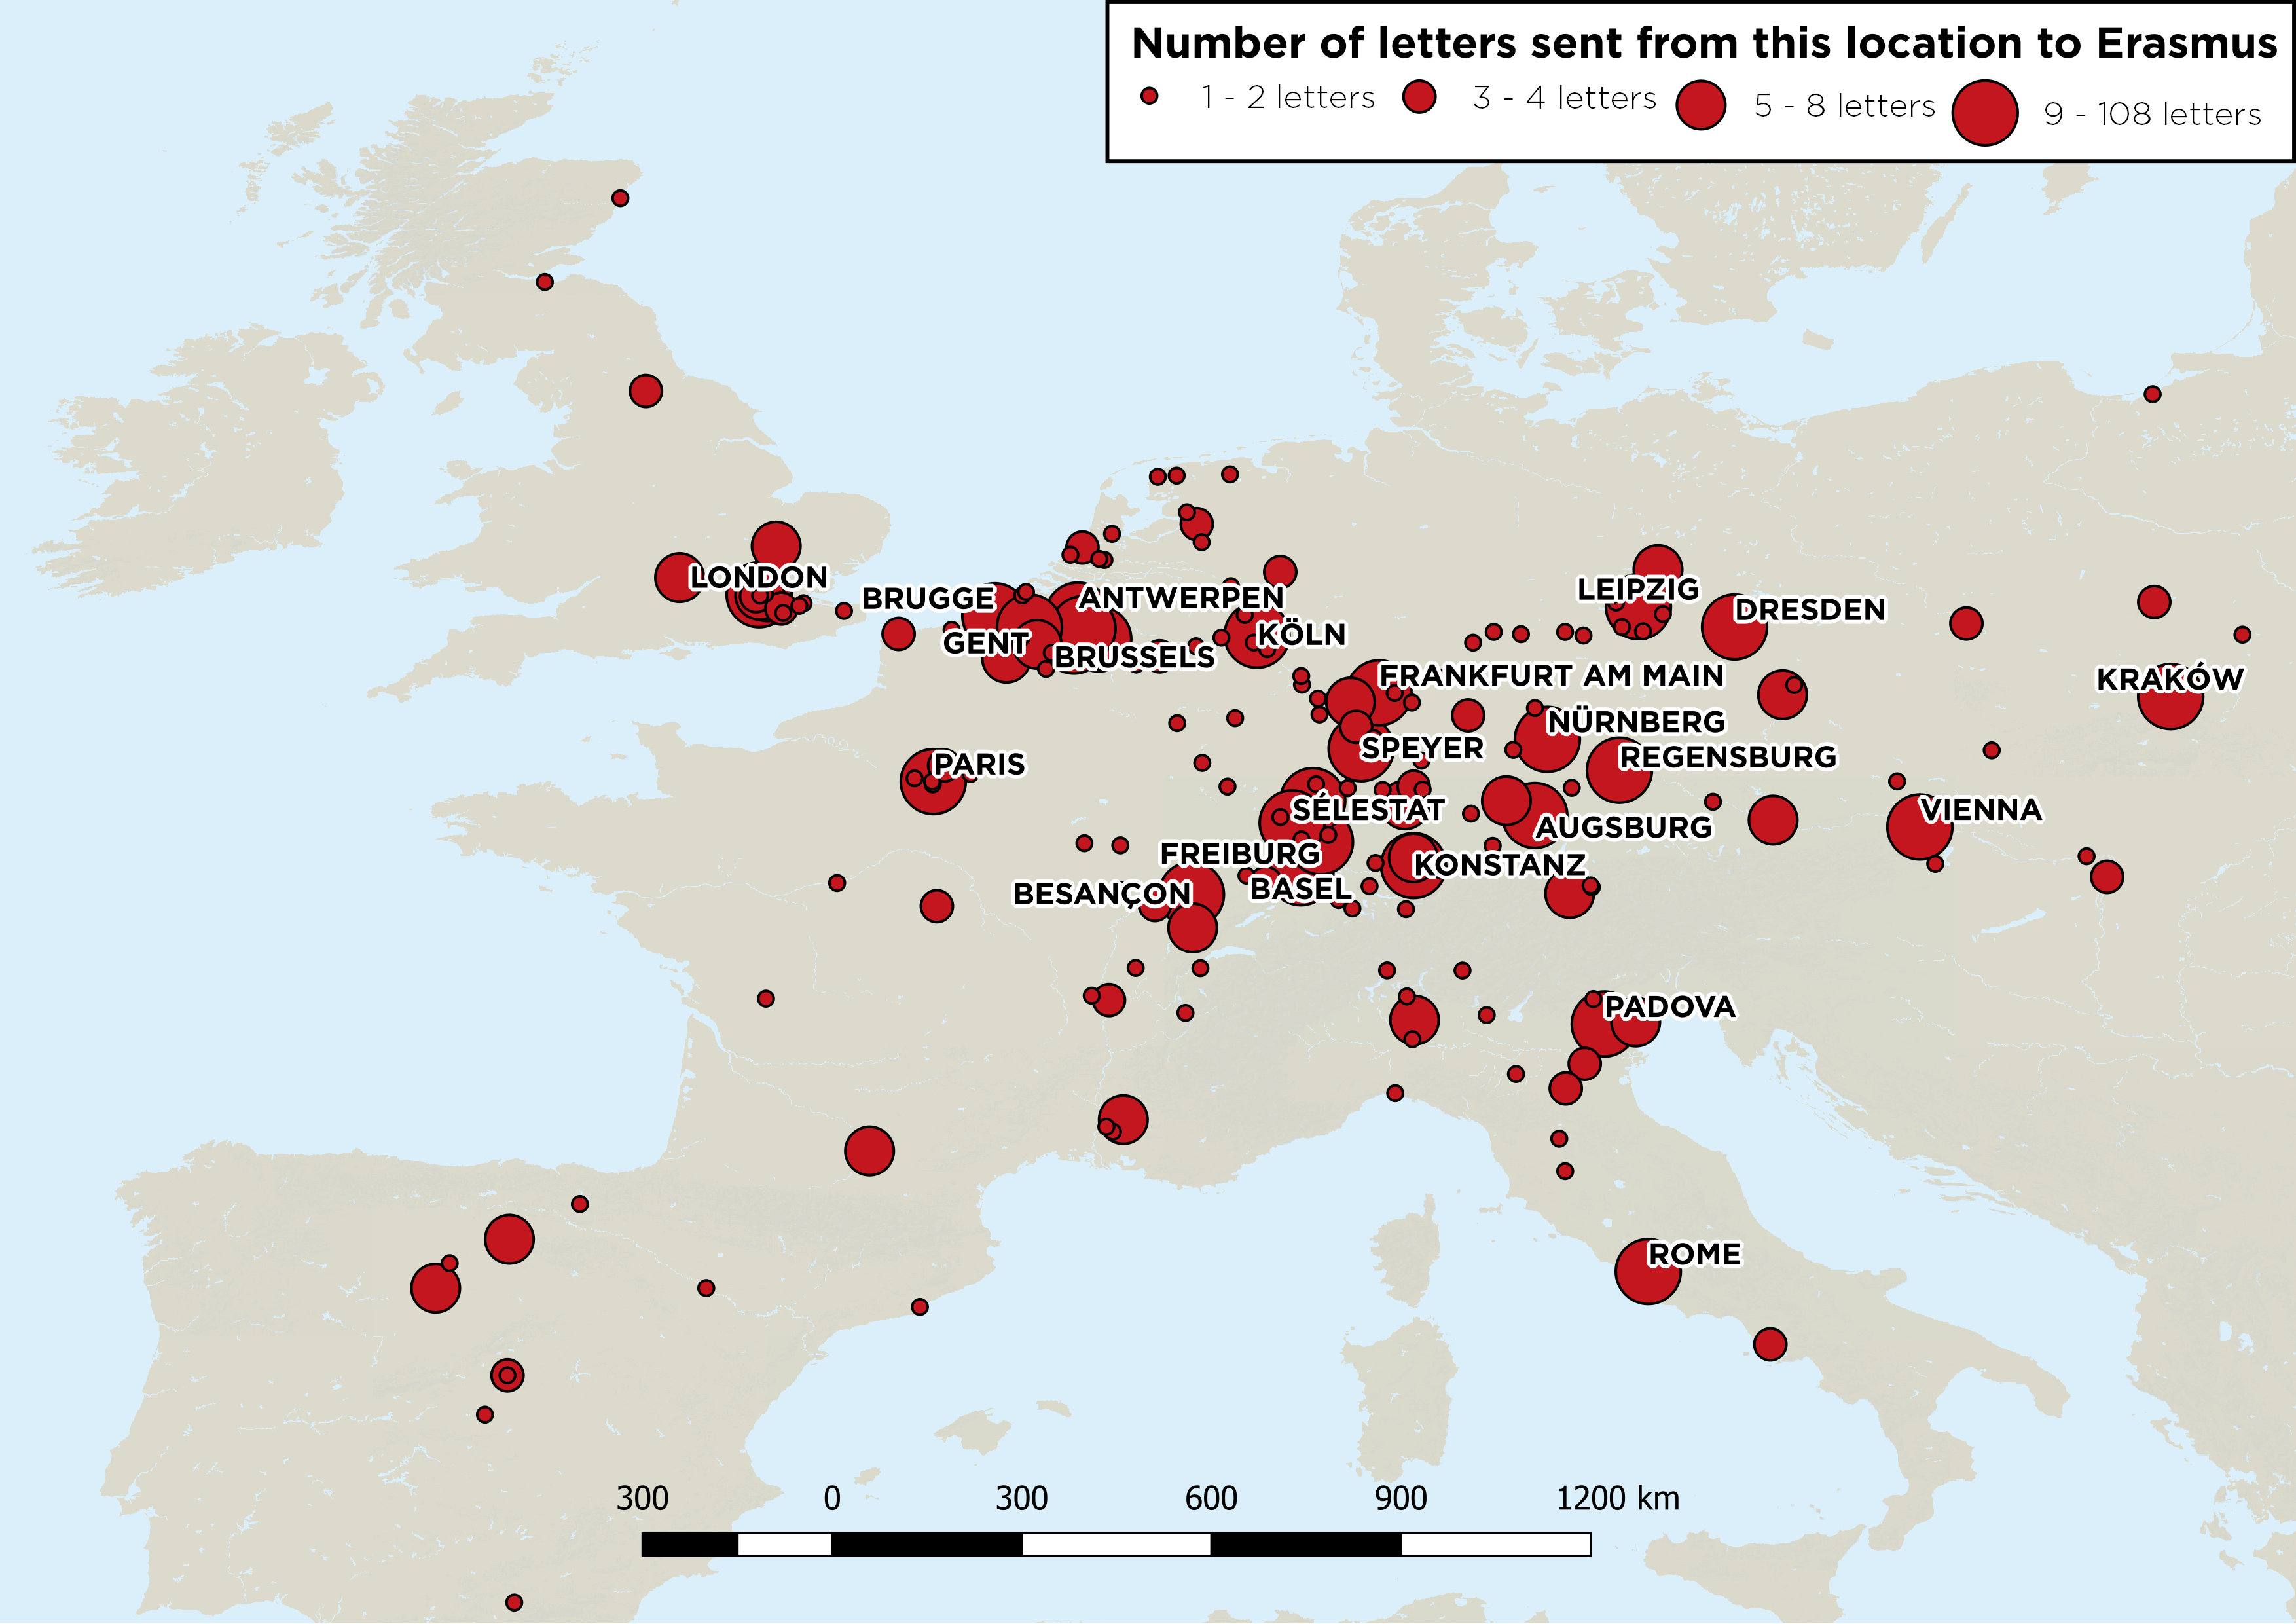 Number of letters sent from this location to Erasmus
1 - 2 letters 3 - 4 letters 5 - 8 letters 9 - 108 letters
LONDON
BRUGGE
ANTWERPEN
GENT
BRUSSELS
KÖLN
LEIPZIG
DRESDEN
FRANKFURT AM MAIN
KRAKÓW
NÜRNBERG
SPEYER
REGENSBURG
PARIS
SÉLESTAT
AUGSBURG
VIENNA
FREIBURG
KONSTANZ
BESANÇON
BASEL
PADOVA
ROME
300 0 300 600 900 1200 km